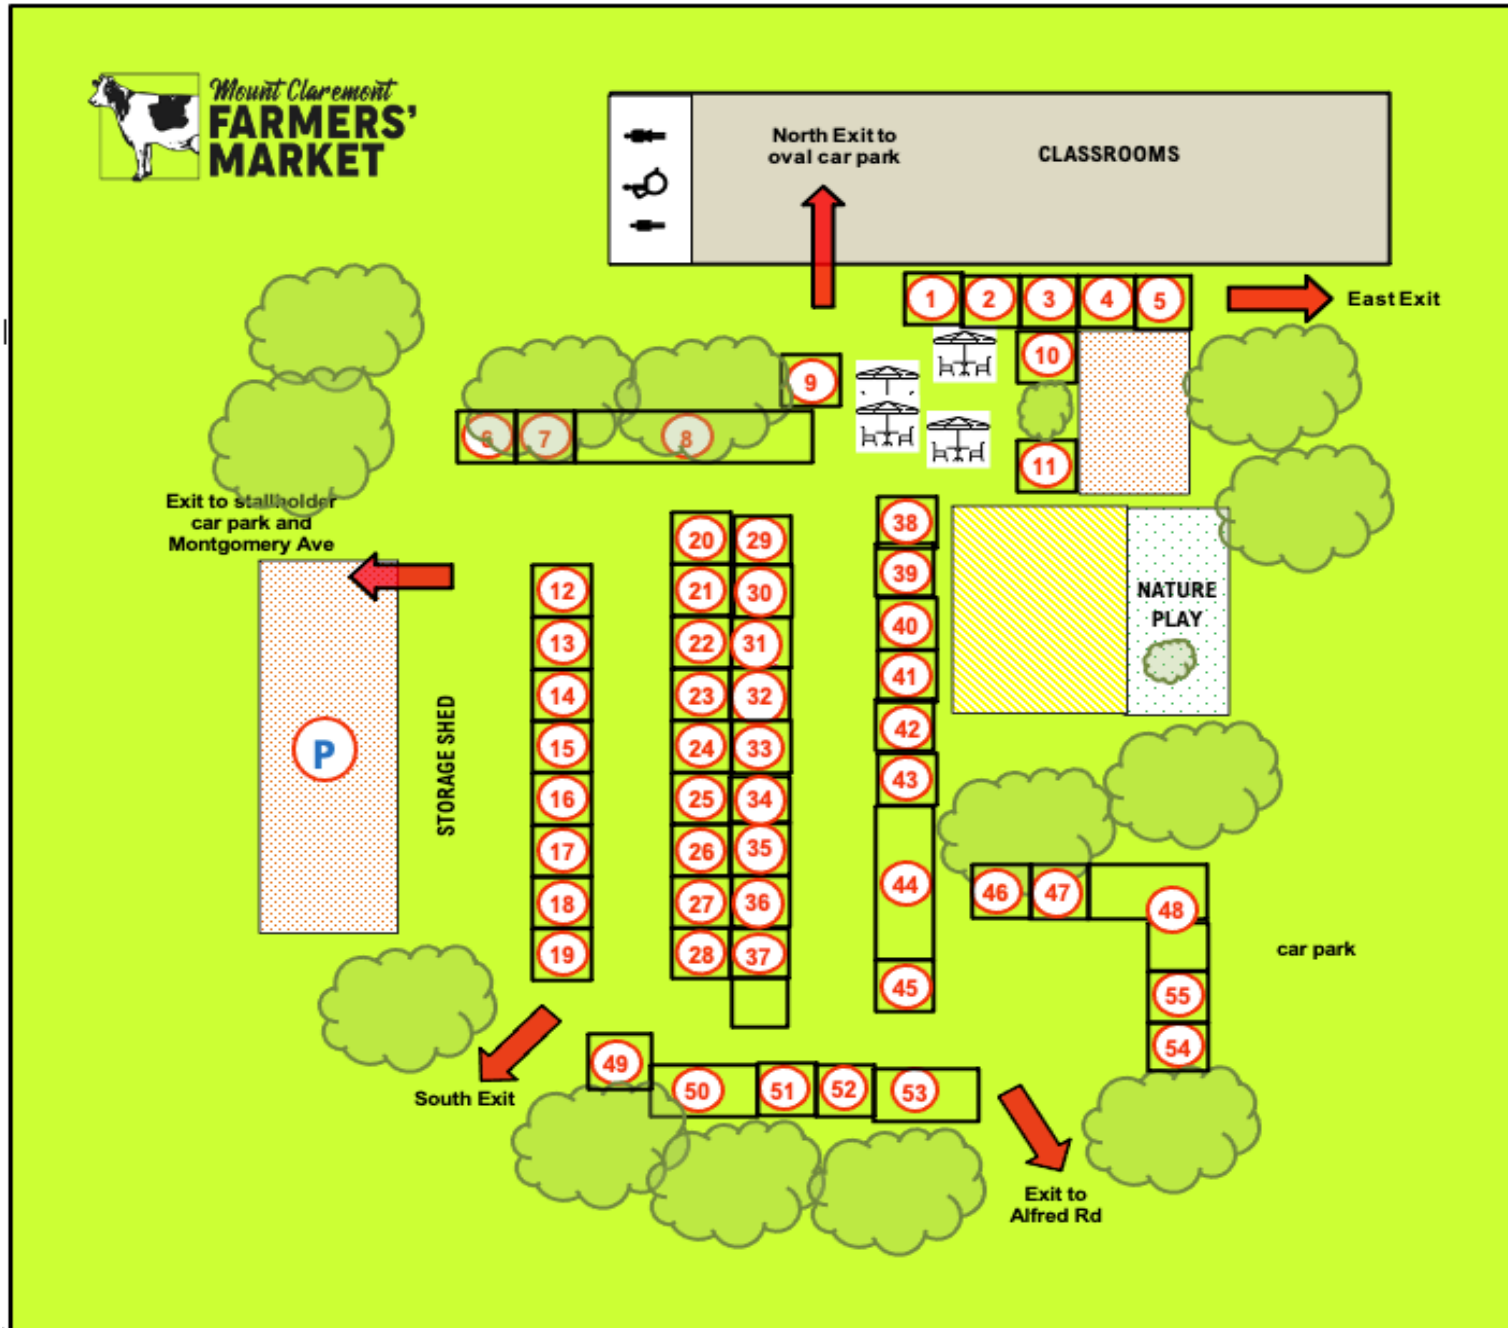 Mount Claremont
FARMERS'
MARKET
North Exit to
oval car park
CLASSROOMS
1 2 3 4 5
East Exit
10
9
6 7 8
11
Exit to stallholder
car park and
Montgomery Ave
P
STORAGE SHED
12
13
14
15
16
17
18
19
20 29
21 30
22 31
23 32
24 33
25 34
26 35
27 36
28 37
38
39
40
41
42
43
44
45
NATURE
PLAY
46 47 48
car park
55
54
49
50 51 52 53
South Exit
Exit to
Alfred Rd